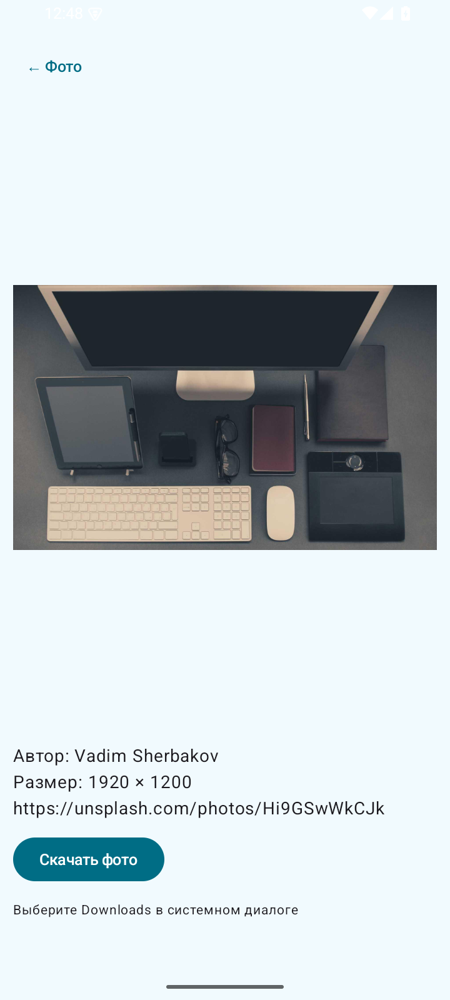 12:48
← Фото
Автор: Vadim Sherbakov
Размер: 1920 × 1200
https://unsplash.com/photos/Hi9GSwWkCJk
Скачать фото
Выберите Downloads в системном диалоге